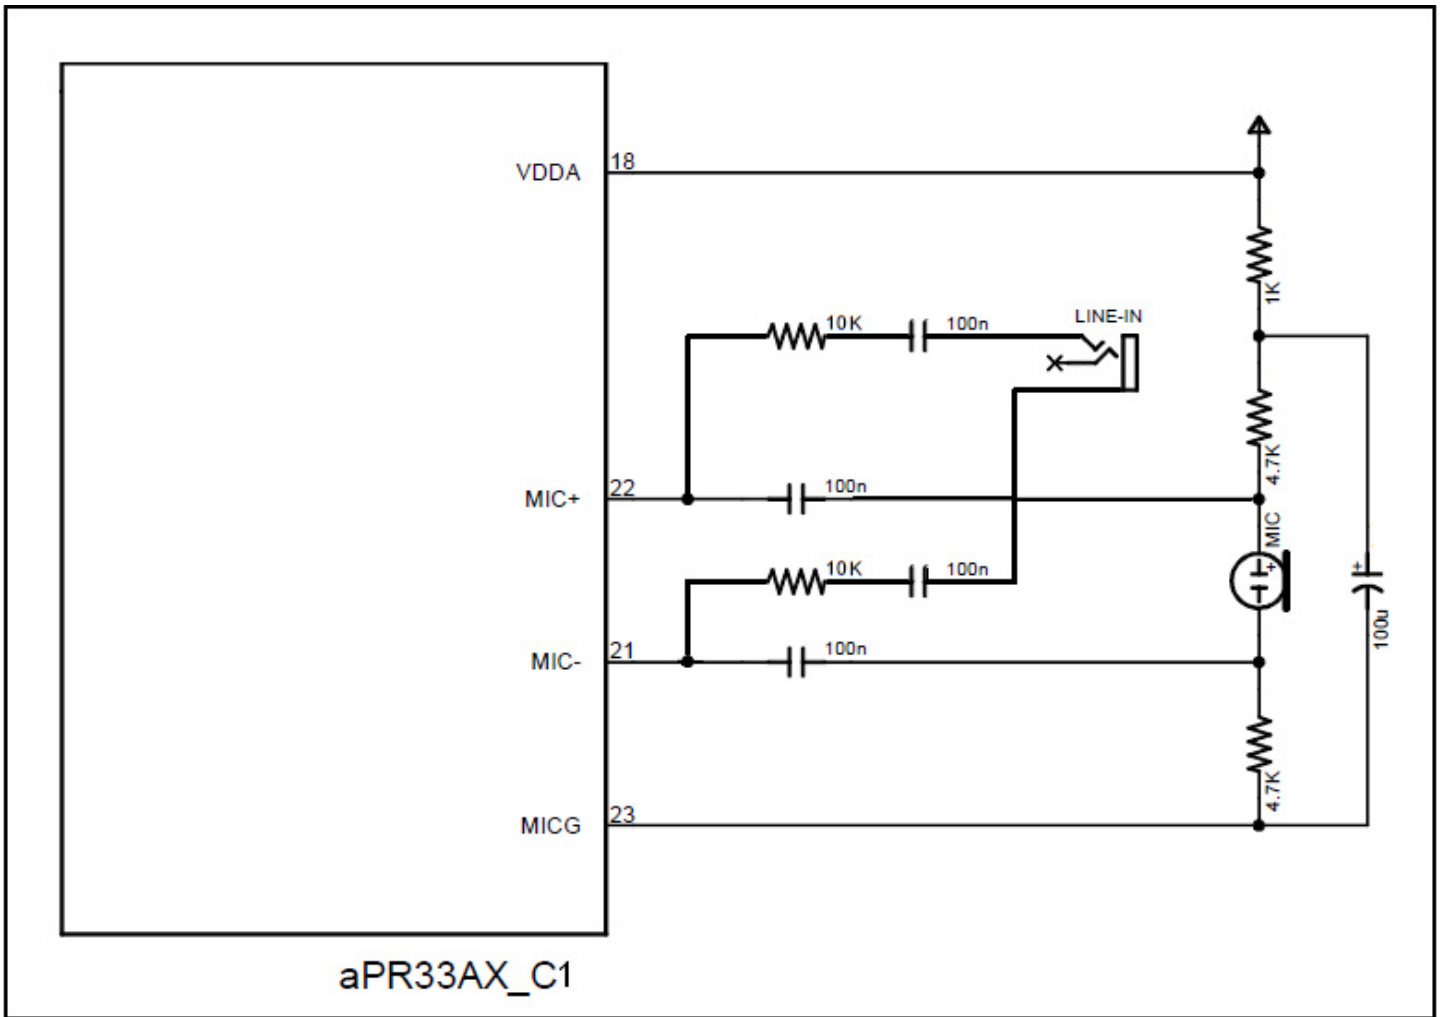 VDDA
18
1K
10K
100n
LINE-IN
4.7K
MIC+
22
100n
MIC
+
10K
100n
+
100u
MIC-
21
100n
4.7K
MICG
23
aPR33AX_C1